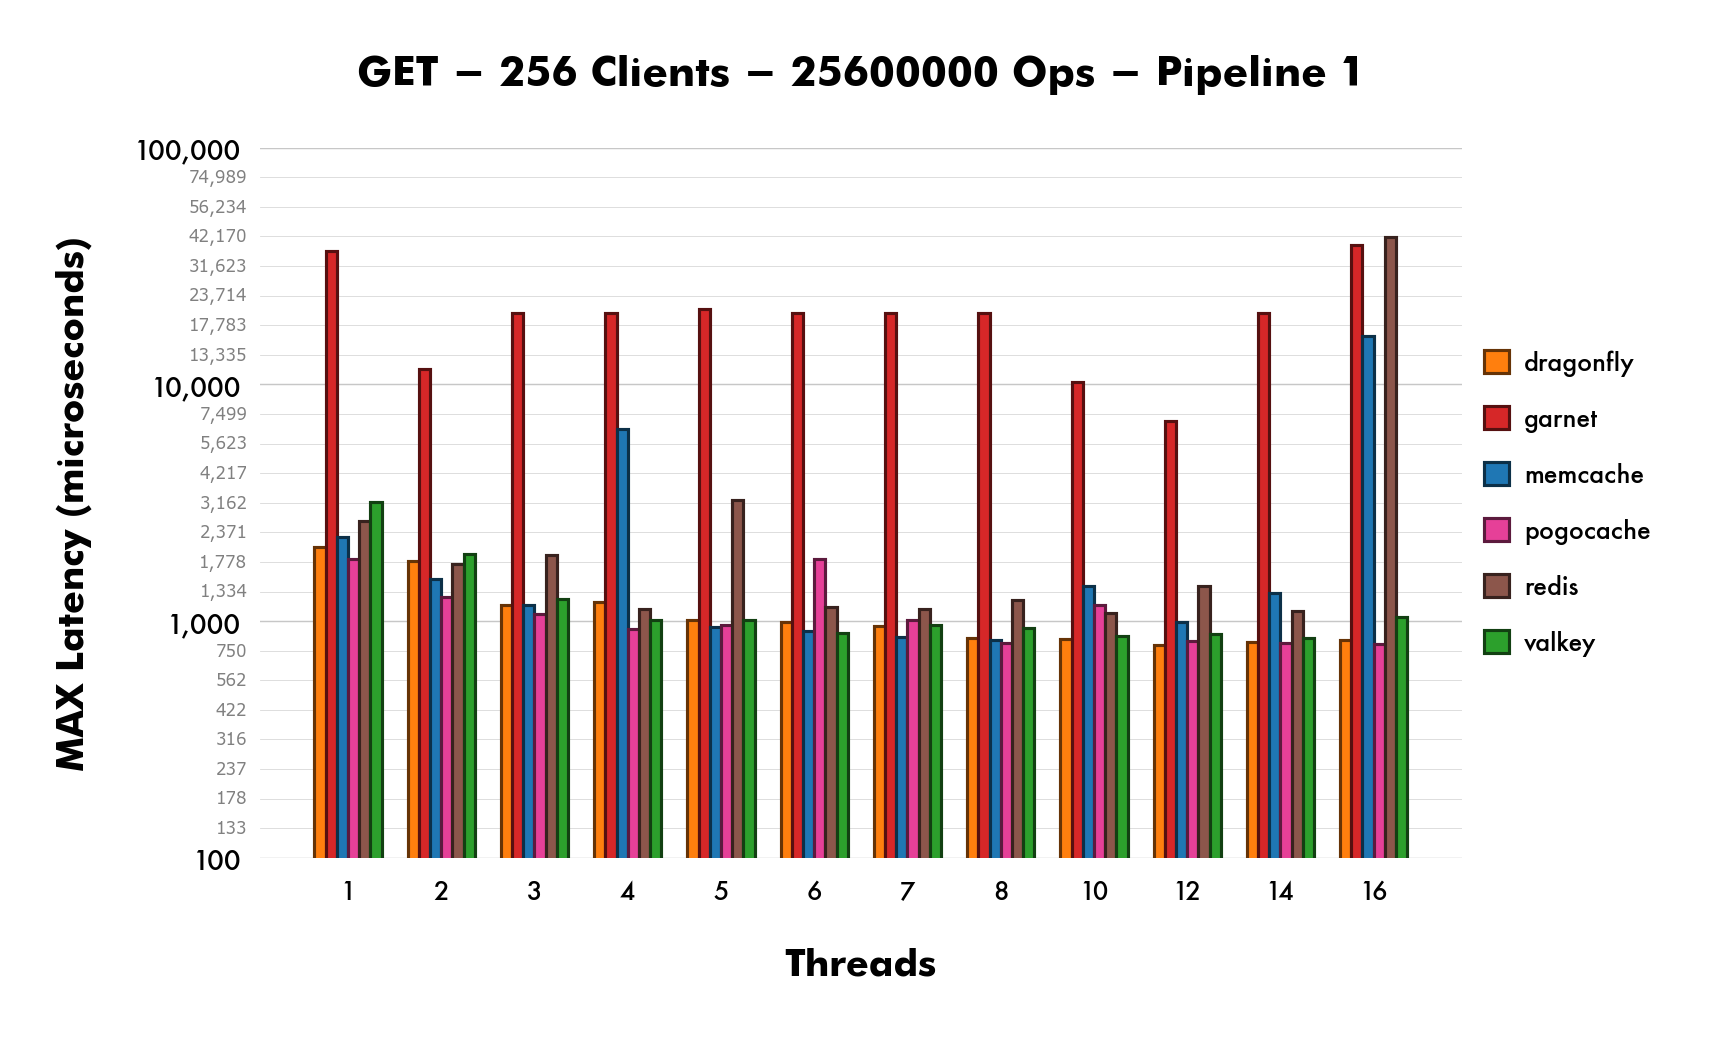 GET – 256 Clients – 25600000 Ops – Pipeline 1
MAX Latency (microseconds)
100,000
74,989
56,234
42,170
31,623
23,714
17,783
13,335
10,000
7,499
5,623
4,217
3,162
2,371
1,778
1,334
1,000
750
562
422
316
237
178
133
100
1 2 3 4 5 6 7 8 10 12 14 16
Threads
dragonfly
garnet
memcache
pogocache
redis
valkey